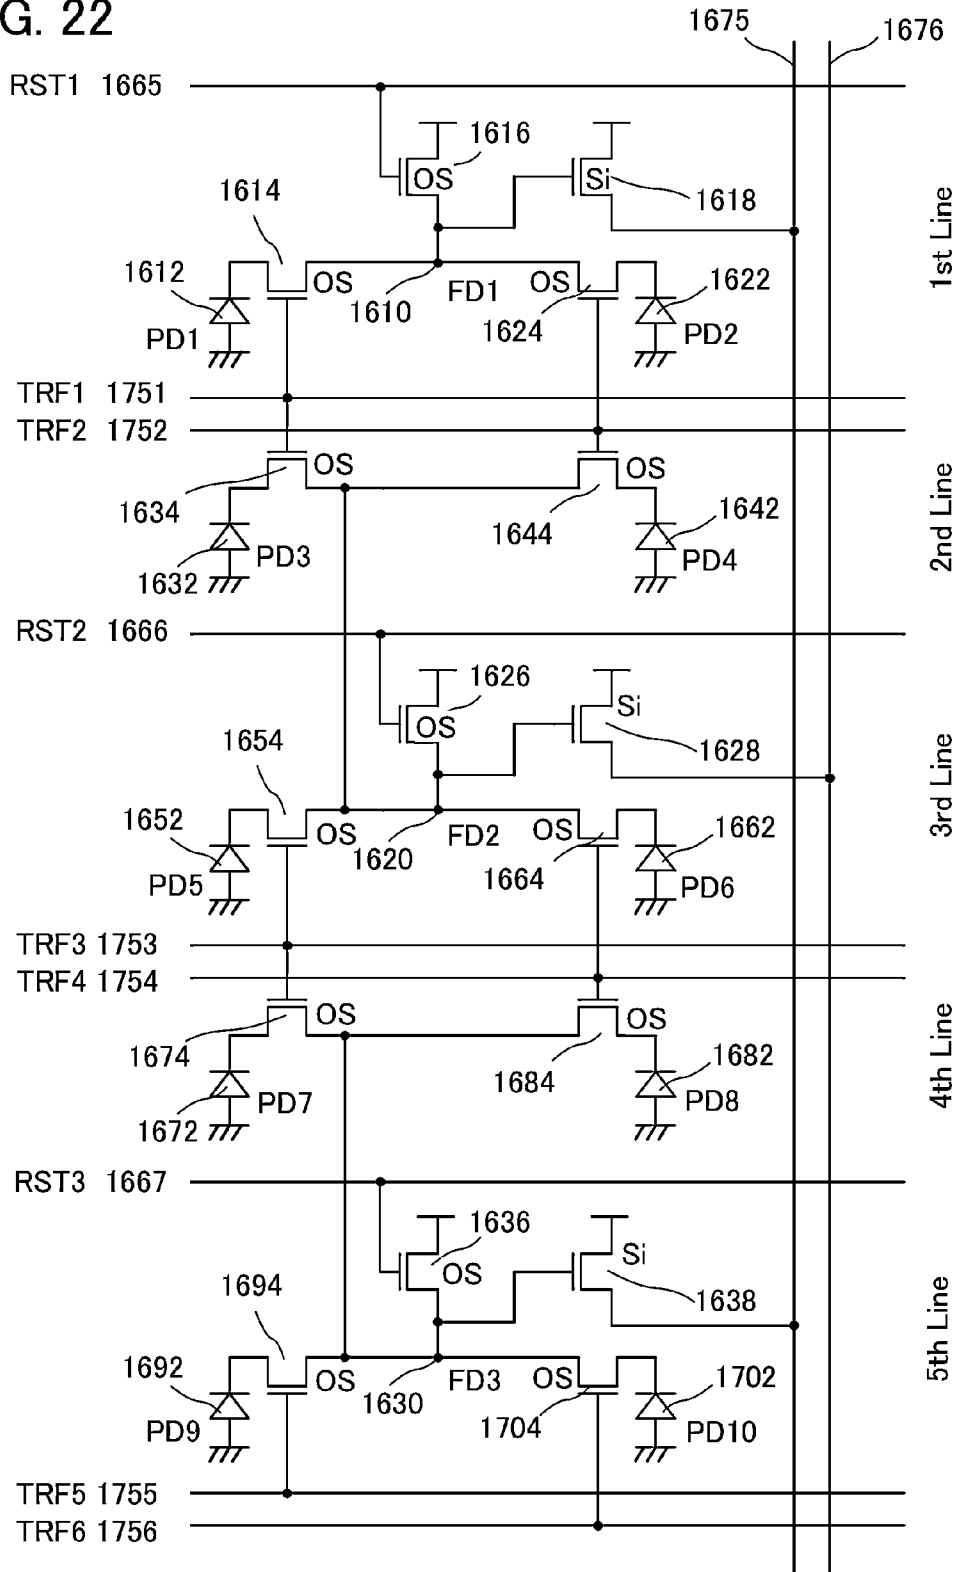 G. 22
1675
1676
RST1 1665
1616
OS
Si
1618
1614
1st Line
1612
OS
FD1
OS
1622
1610
1624
PD1
PD2
TRF1 1751
TRF2 1752
OS
OS
1634
1644
1642
2nd Line
PD3
PD4
1632
RST2 1666
1626
Si
OS
1628
1654
3rd Line
1652
OS
FD2
OS
1662
1620
1664
PD5
PD6
TRF3 1753
TRF4 1754
OS
OS
1674
1684
1682
4th Line
PD7
PD8
1672
RST3 1667
1636
Si
OS
1638
1694
5th Line
1692
OS
FD3
OS
1702
1630
1704
PD9
PD10
TRF5 1755
TRF6 1756